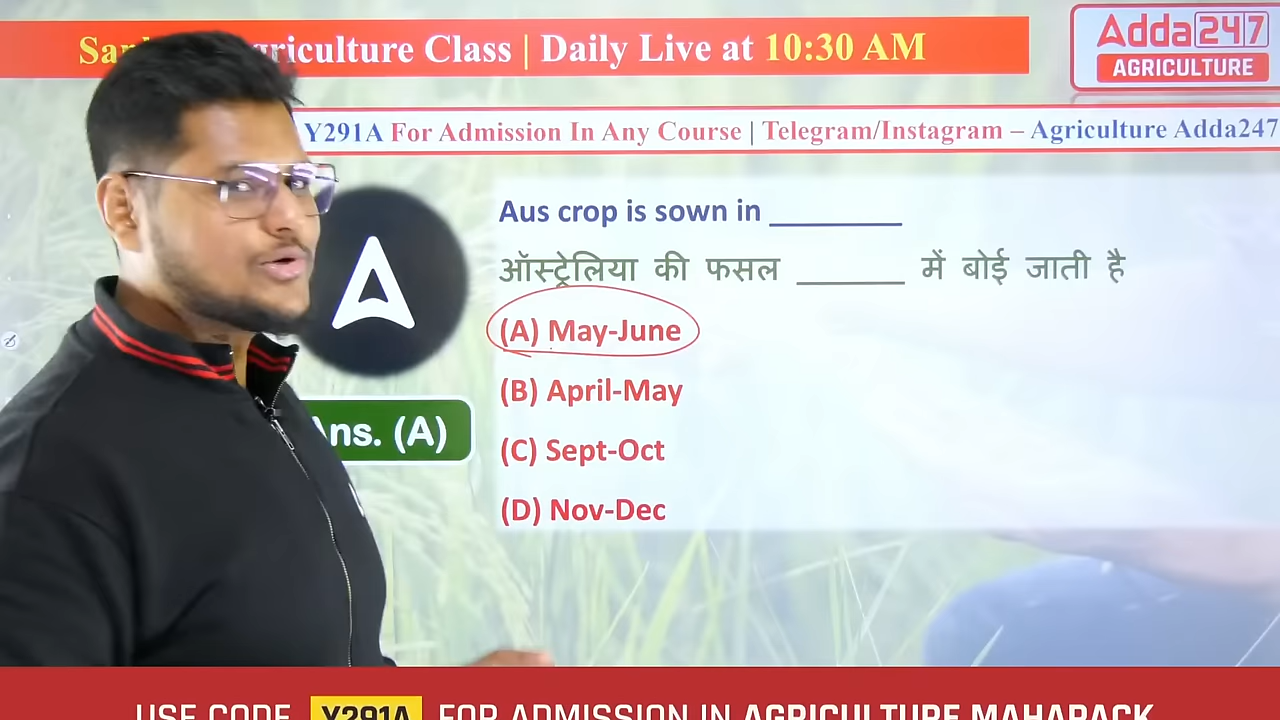 Agriculture Class | Daily Live at 10:30 AM
Adda247
AGRICULTURE
Y291A For Admission In Any Course | Telegram/Instagram – Agriculture Adda247
Aus crop is sown in __________
ऑस्ट्रेलिया की फसल ________ में बोई जाती है
A
(A) May-June
(B) April-May
(C) Sept-Oct
(D) Nov-Dec
Ans. (A)
USE CODE Y291A FOR ADMISSION IN AGRICULTURE MAHAPACK